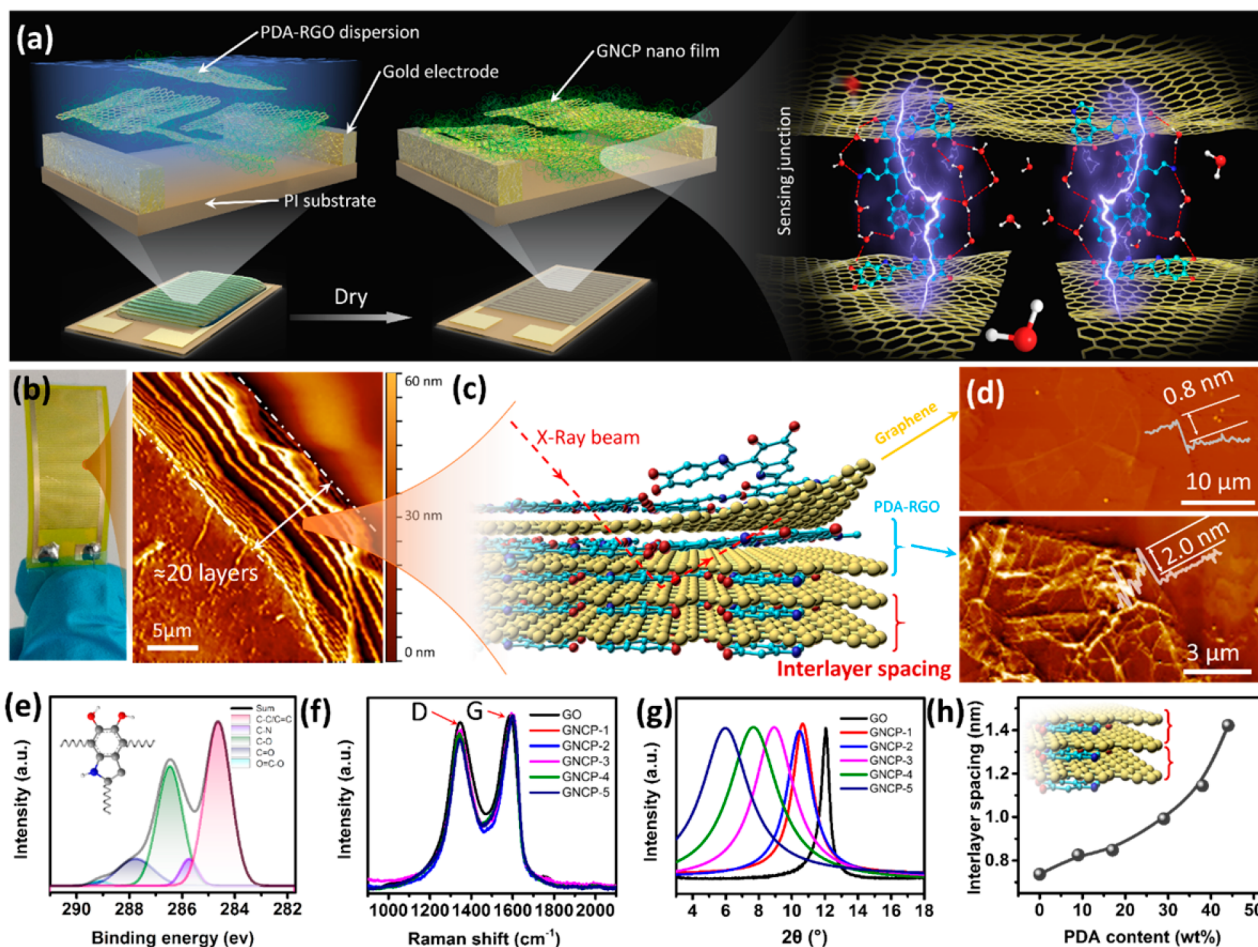 (a)
PDA-RGO dispersion
Gold electrode
PI substrate
Dry
GNCP nano film
Sensing junction
(b)
≈20 layers
5μm
60 nm
30 nm
0 nm
(c)
X-Ray beam
Graphene
PDA-RGO
Interlayer spacing
(d)
0.8 nm
10 μm
2.0 nm
3 μm
(e)
Sum
C-C/C=C
C-N
C-O
C=O
O=C-O
Intensity (a.u.)
290 288 286 284 282
Binding energy (ev)
(f)
D
G
GO
GNCP-1
GNCP-2
GNCP-3
GNCP-4
GNCP-5
Intensity (a.u.)
1000 1200 1400 1600 1800 2000
Raman shift (cm⁻¹)
(g)
GO
GNCP-1
GNCP-2
GNCP-3
GNCP-4
GNCP-5
Intensity (a.u.)
4 6 8 10 12 14 16 18
2θ (°)
(h)
Interlayer spacing (nm)
1.4
1.2
1.0
0.8
0 10 20 30 40 50
PDA content (wt%)